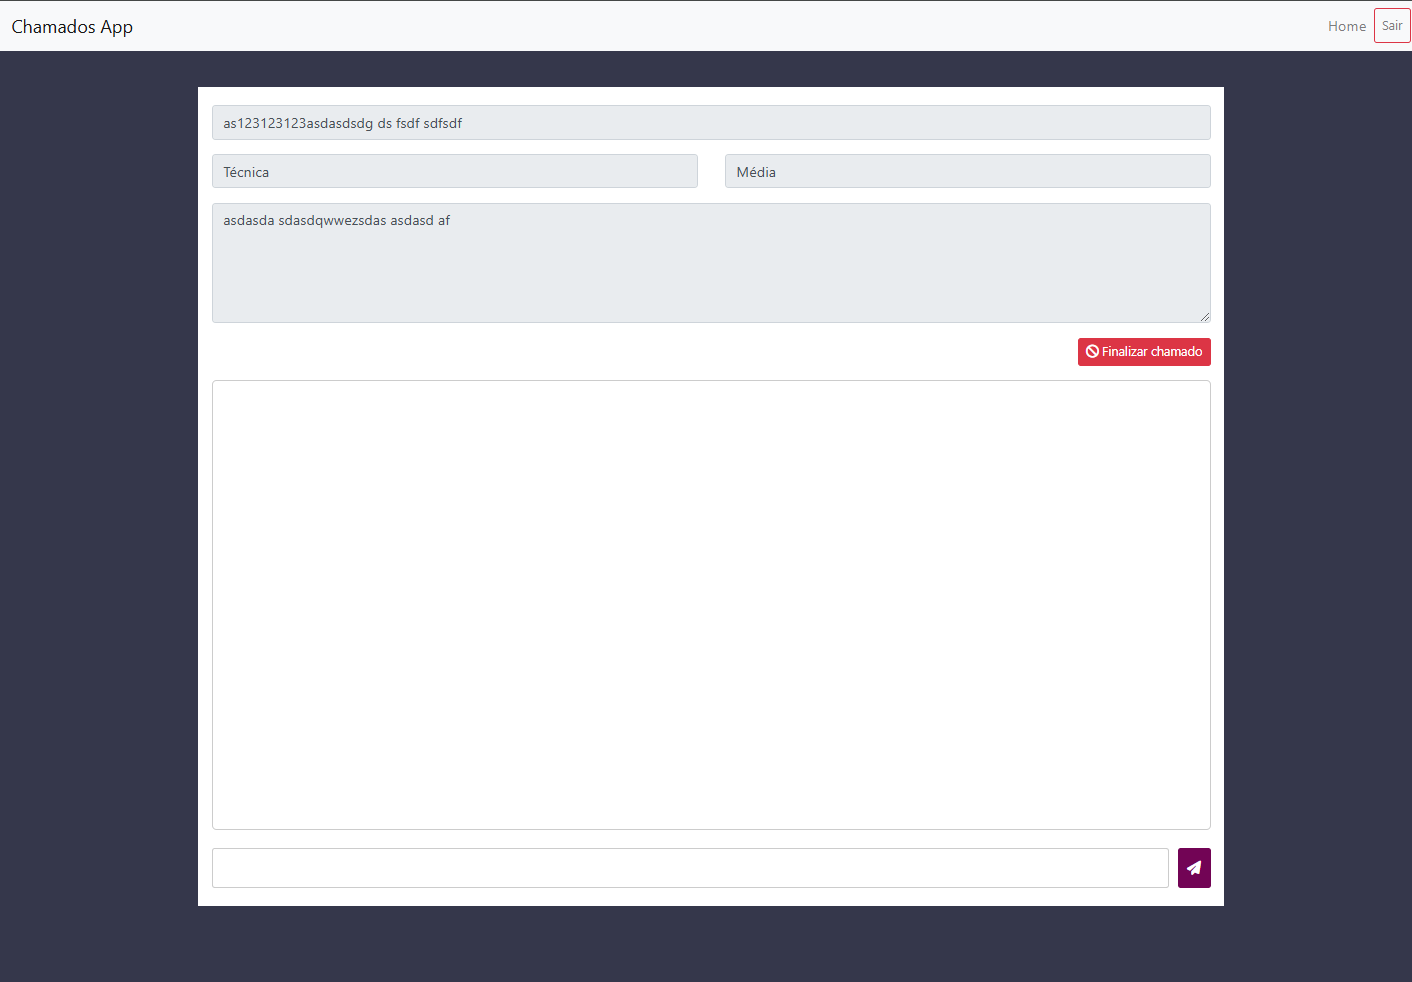 Chamados App
Home
Sair
as123123123asdasdsdg ds fsdf sdfsdf
Técnica
Média
asdasda sdasdqwwezsdas asdasd af
Finalizar chamado